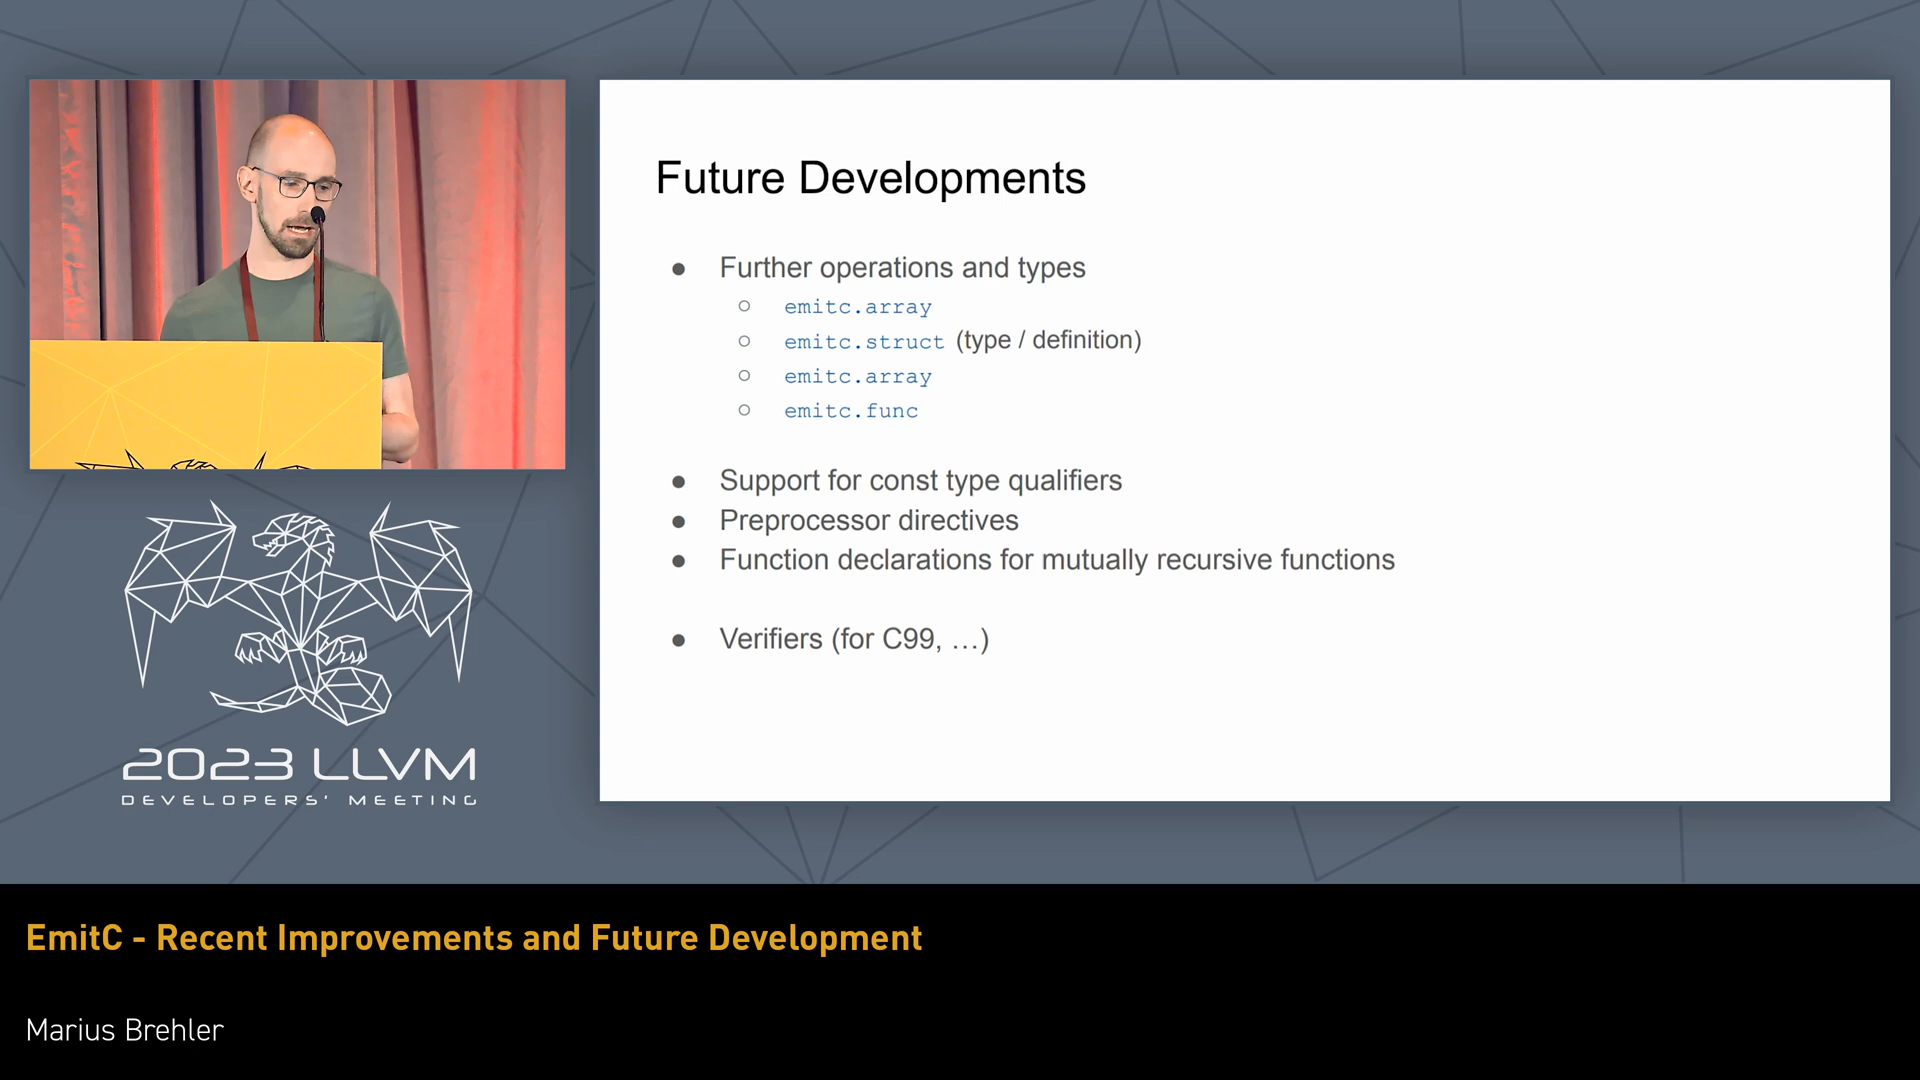 Future Developments
● Further operations and types
○ emitc.array
○ emitc.struct (type / definition)
○ emitc.array
○ emitc.func
● Support for const type qualifiers
● Preprocessor directives
● Function declarations for mutually recursive functions
● Verifiers (for C99, …)
2023 LLVM
DEVELOPERS' MEETING
EmitC - Recent Improvements and Future Development
Marius Brehler